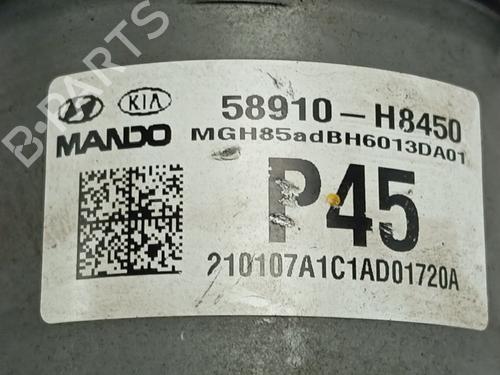 KIA
MANDO
58910-H8450
MGH85adBH6013DA01
P45
210107A1C1AD01720A
B-PARTS